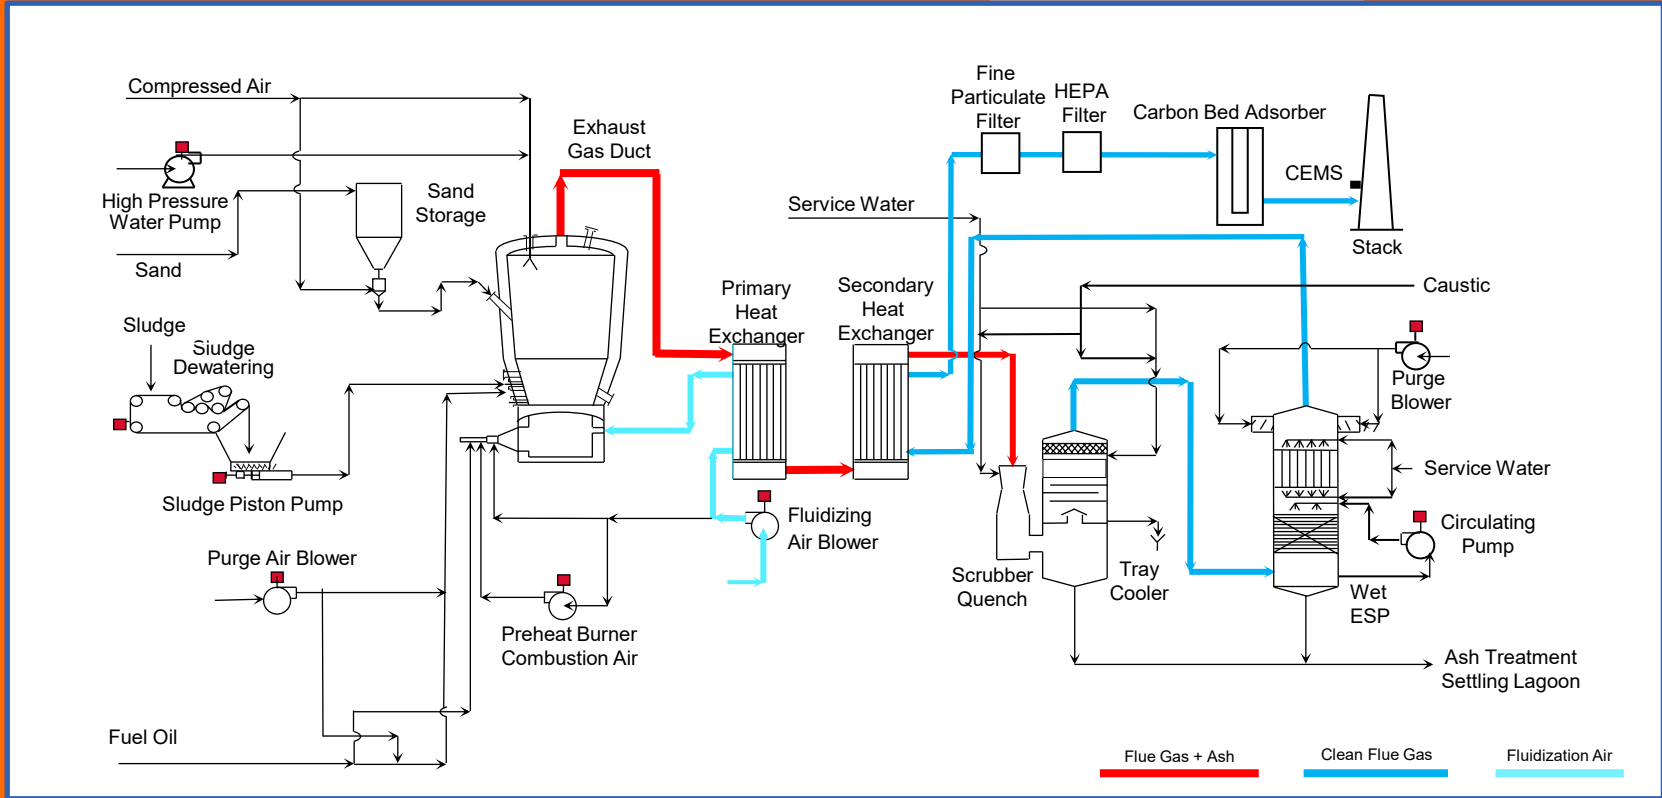 Compressed Air
High Pressure
Water Pump
Sand
Sand
Storage
Exhaust
Gas Duct
Sludge
Siudge
Dewatering
Sludge Piston Pump
Purge Air Blower
Fuel Oil
Preheat Burner
Combustion Air
Primary
Heat
Exchanger
Fluidizing
Air Blower
Service Water
Secondary
Heat
Exchanger
Fine
Particulate
Filter
HEPA
Filter
Carbon Bed Adsorber
CEMS
Stack
Caustic
Purge
Blower
Service Water
Circulating
Pump
Scrubber
Quench
Tray
Cooler
Wet
ESP
Ash Treatment
Settling Lagoon
Flue Gas + Ash
Clean Flue Gas
Fluidization Air